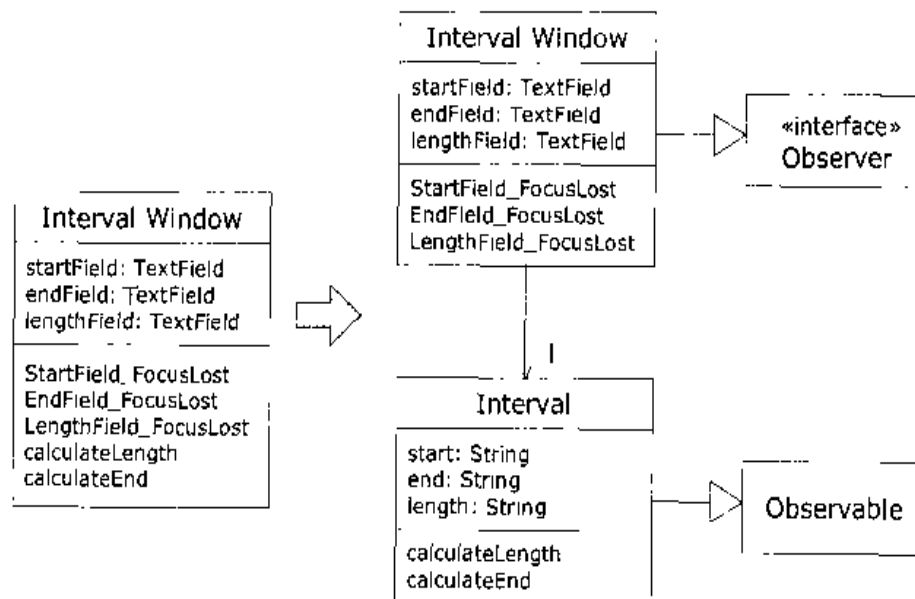 Interval Window
startField: TextField
endField: TextField
lengthField: TextField
StartField_FocusLost
EndField_FocusLost
LengthField_FocusLost
calculateLength
calculateEnd
Interval Window
startField: TextField
endField: TextField
lengthField: TextField
StartField_FocusLost
EndField_FocusLost
LengthField_FocusLost
«interface»
Observer
1
Interval
start: String
end: String
length: String
calculateLength
calculateEnd
Observable